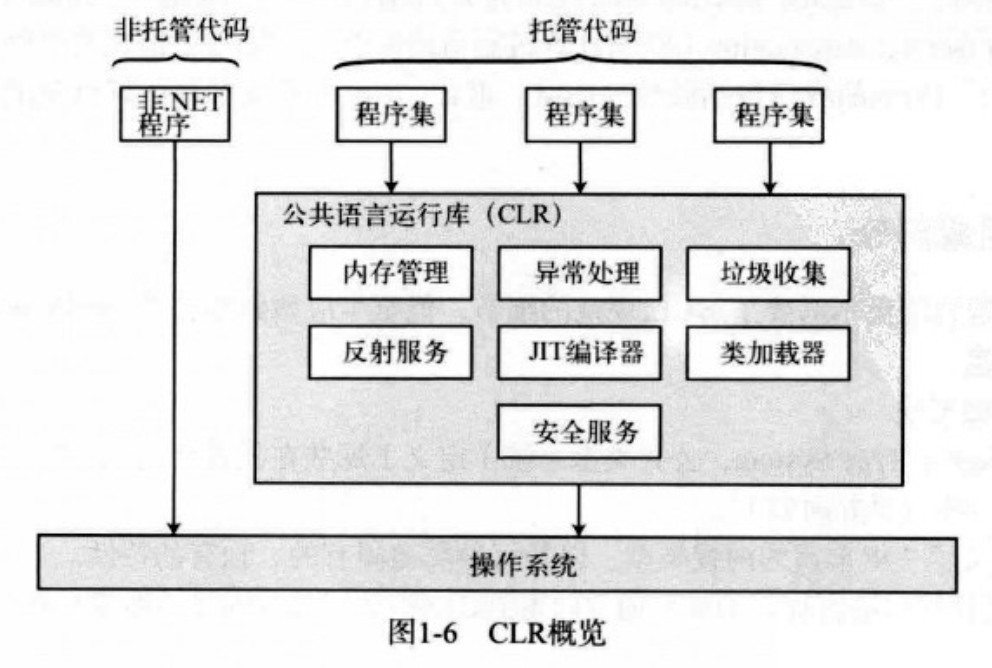 非托管代码
托管代码
非.NET
程序
程序集
程序集
程序集
公共语言运行库（CLR）
内存管理
异常处理
垃圾收集
反射服务
JIT编译器
类加载器
安全服务
操作系统
图1-6 CLR概览